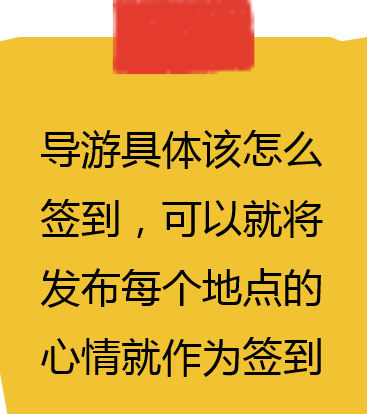 导游具体该怎么
签到，可以就将
发布每个地点的
心情就作为签到